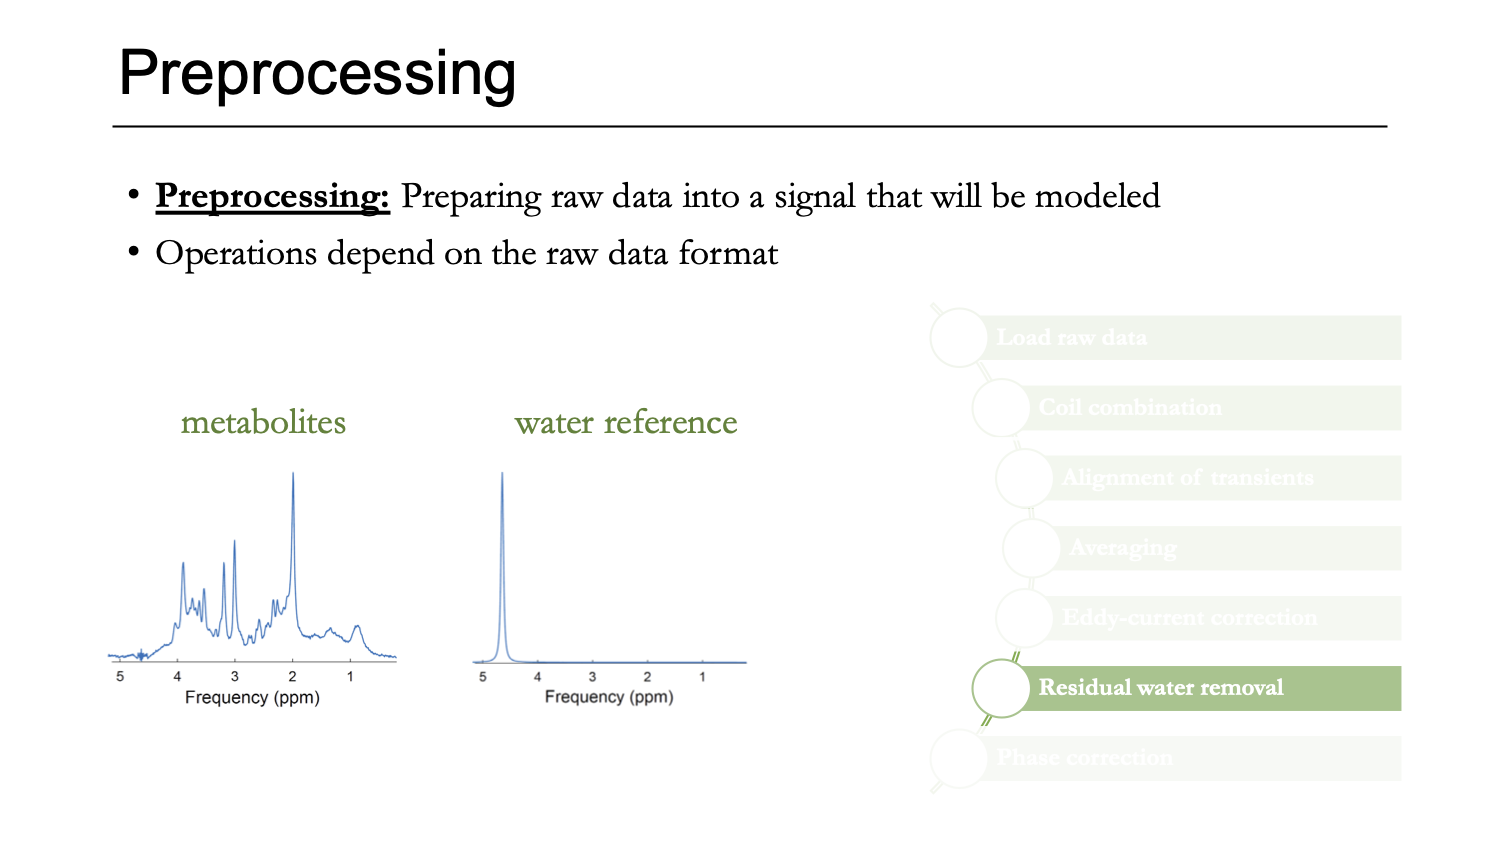 Preprocessing
• Preprocessing: Preparing raw data into a signal that will be modeled
• Operations depend on the raw data format
metabolites
water reference
5 4 3 2 1
Frequency (ppm)
5 4 3 2 1
Frequency (ppm)
Load raw data
Coil combination
Alignment of transients
Averaging
Eddy-current correction
Residual water removal
Phase correction